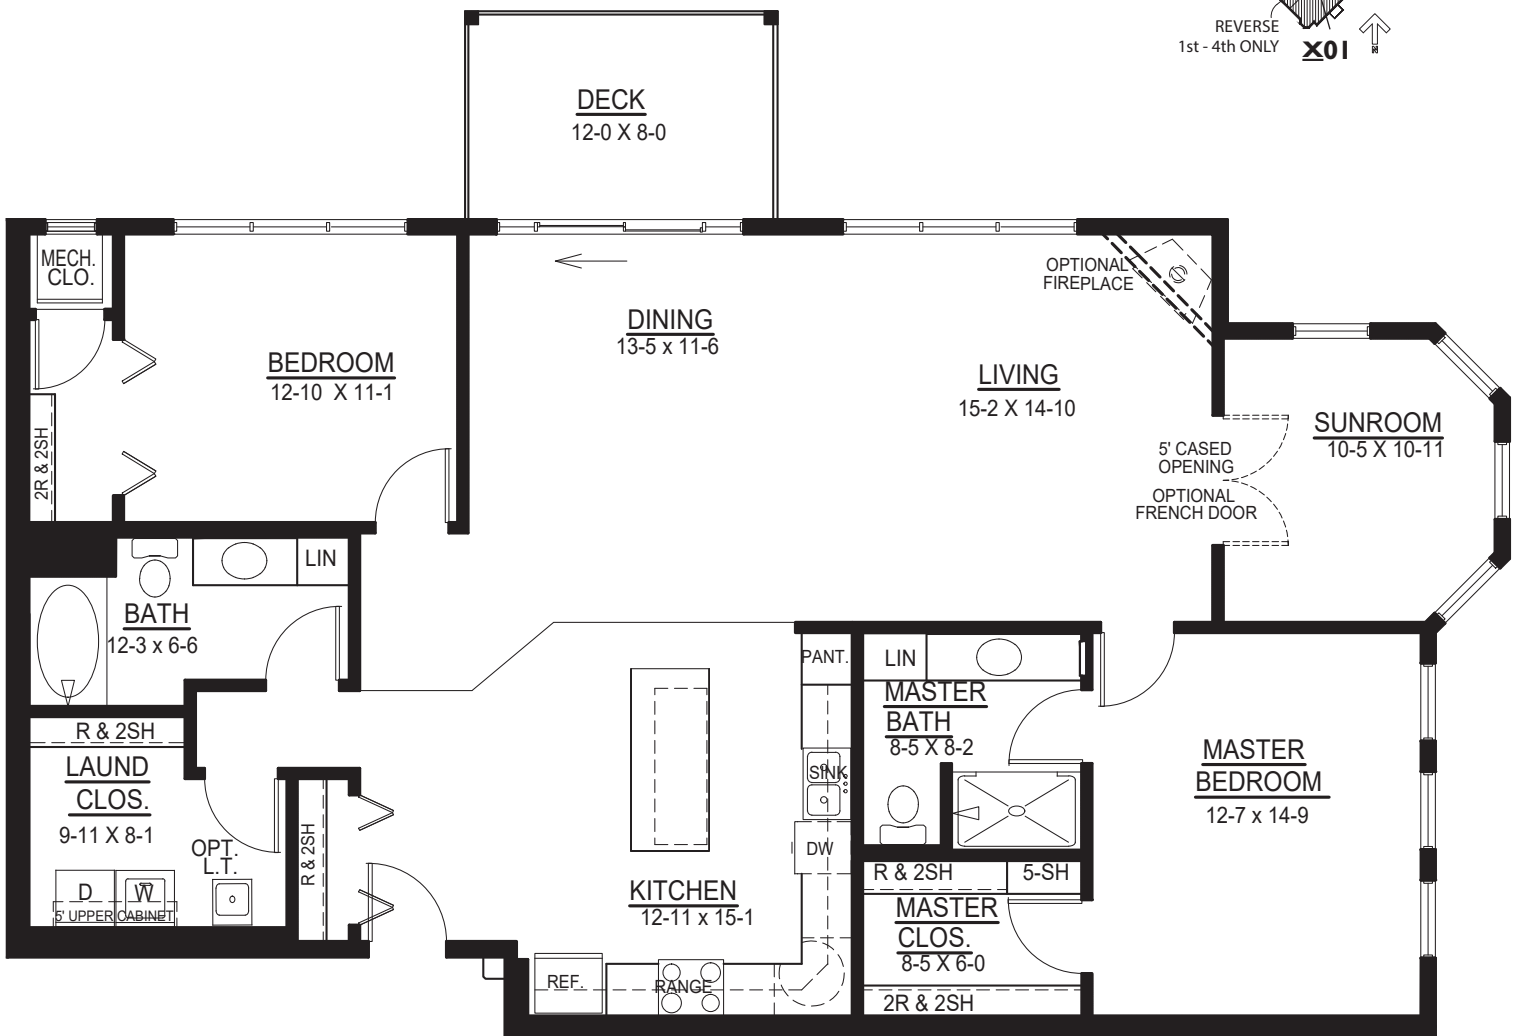 REVERSE
1st - 4th ONLY
X01
DECK
12-0 X 8-0
MECH.
CLO.
BEDROOM
12-10 X 11-1
2R & 2SH
DINING
13-5 x 11-6
OPTIONAL
FIREPLACE
LIVING
15-2 X 14-10
SUNROOM
10-5 X 10-11
5' CASED
OPENING
OPTIONAL
FRENCH DOOR
LIN
BATH
12-3 x 6-6
R & 2SH
LAUND
CLOS.
9-11 X 8-1
OPT.
L.T.
D
W
5' UPPER CABINET
R & 2SH
PANT.
SINK
DW
KITCHEN
12-11 x 15-1
REF.
RANGE
LIN
MASTER
BATH
8-5 X 8-2
R & 2SH
5-SH
MASTER
CLOS.
8-5 X 6-0
2R & 2SH
MASTER
BEDROOM
12-7 x 14-9